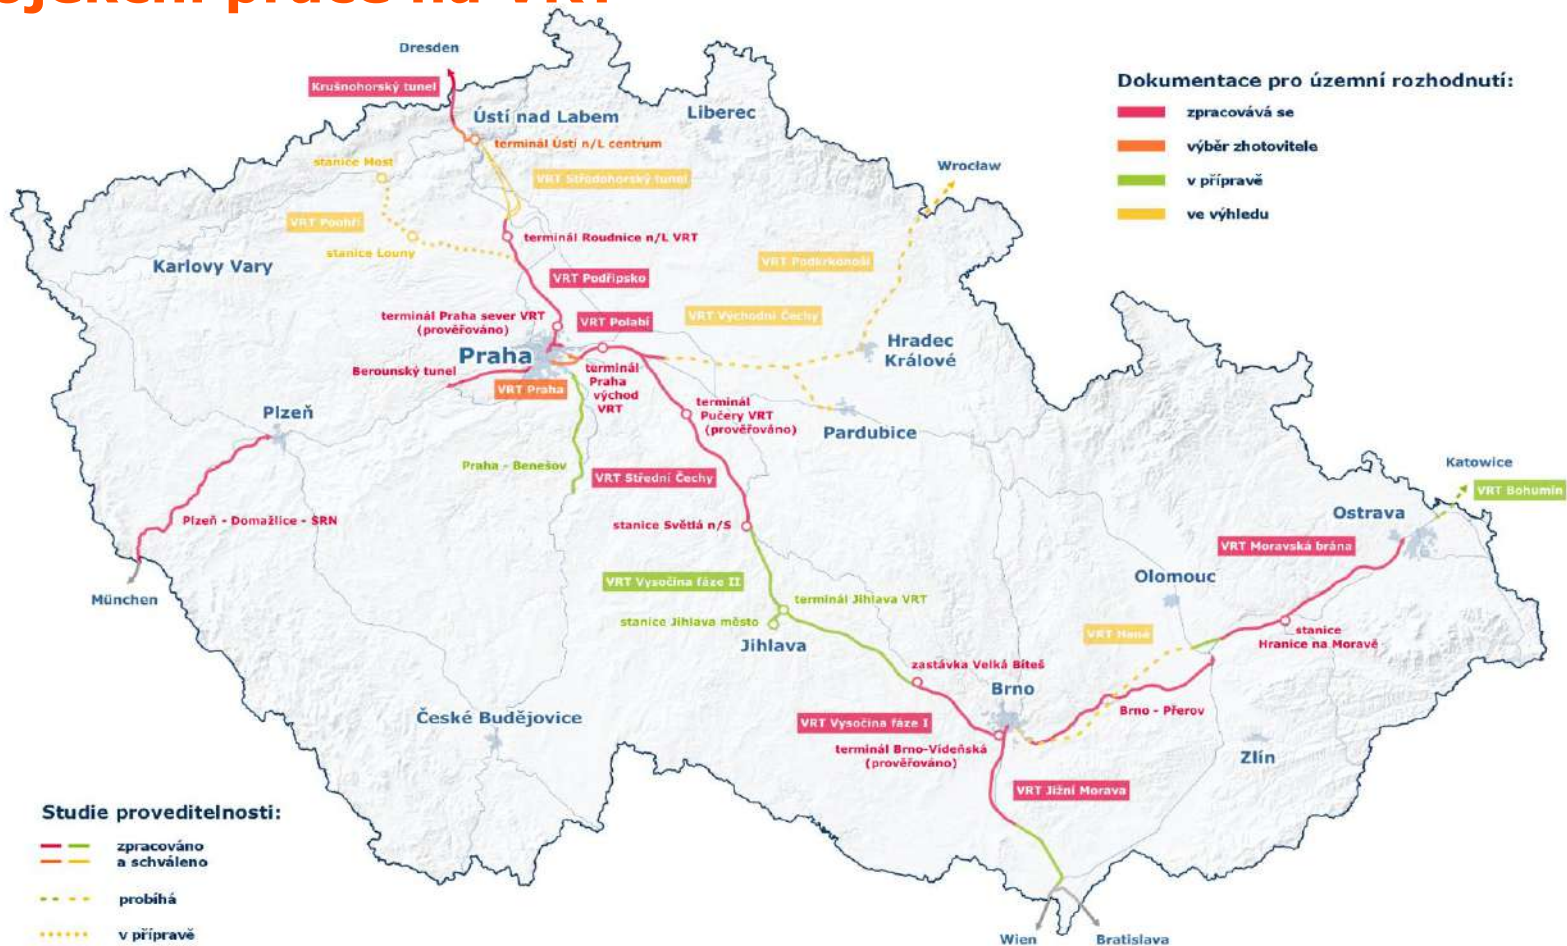 práce na VRT
Dresden
Krušnohorský tunel
Ústí nad Labem
Liberec
terminál Ústí n/L centrum
stanice Most
VRT Středohorský tunel
Wrocław
VRT Poohří
terminál Roudnice n/L VRT
stanice Louny
Karlovy Vary
VRT Podkrkonoší
VRT Podřipsko
terminál Praha sever VRT
(prověřováno)
VRT Polabí
VRT Východní Čechy
Praha
Hradec
Králové
Berounský tunel
terminál
Praha
východ
VRT
VRT Praha
terminál
Pučery VRT
(prověřováno)
Plzeň
Pardubice
Praha - Benešov
VRT Střední Čechy
Katowice
VRT Bohumín
Plzeň - Domažlice - SRN
stanice Světlá n/S
Ostrava
VRT Moravská brána
München
VRT Vysočina fáze II
Olomouc
terminál Jihlava VRT
stanice Jihlava město
Jihlava
VRT Haná
stanice
Hranice na Moravě
zastávka Velká Bíteš
Brno
České Budějovice
VRT Vysočina fáze I
Brno - Přerov
terminál Brno-Vídeňská
(prověřováno)
Zlín
VRT Jižní Morava
Wien
Bratislava
Dokumentace pro územní rozhodnutí:
zpracovává se
výběr zhotovitele
v přípravě
ve výhledu
Studie proveditelnosti:
zpracováno
a schváleno
probíhá
v přípravě